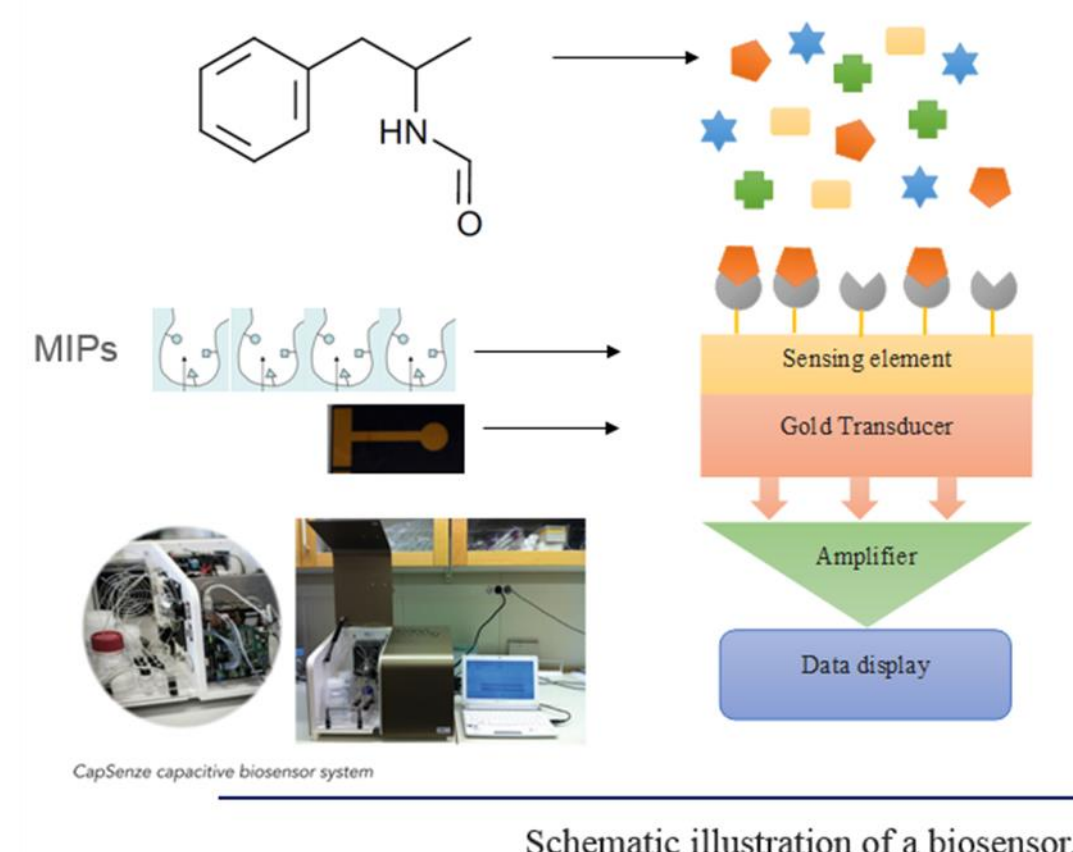 HN
O
MIPs
Sensing element
Gold Transducer
Amplifier
Data display
CapSenze capacitive biosensor system
Schematic illustration of a biosensor.